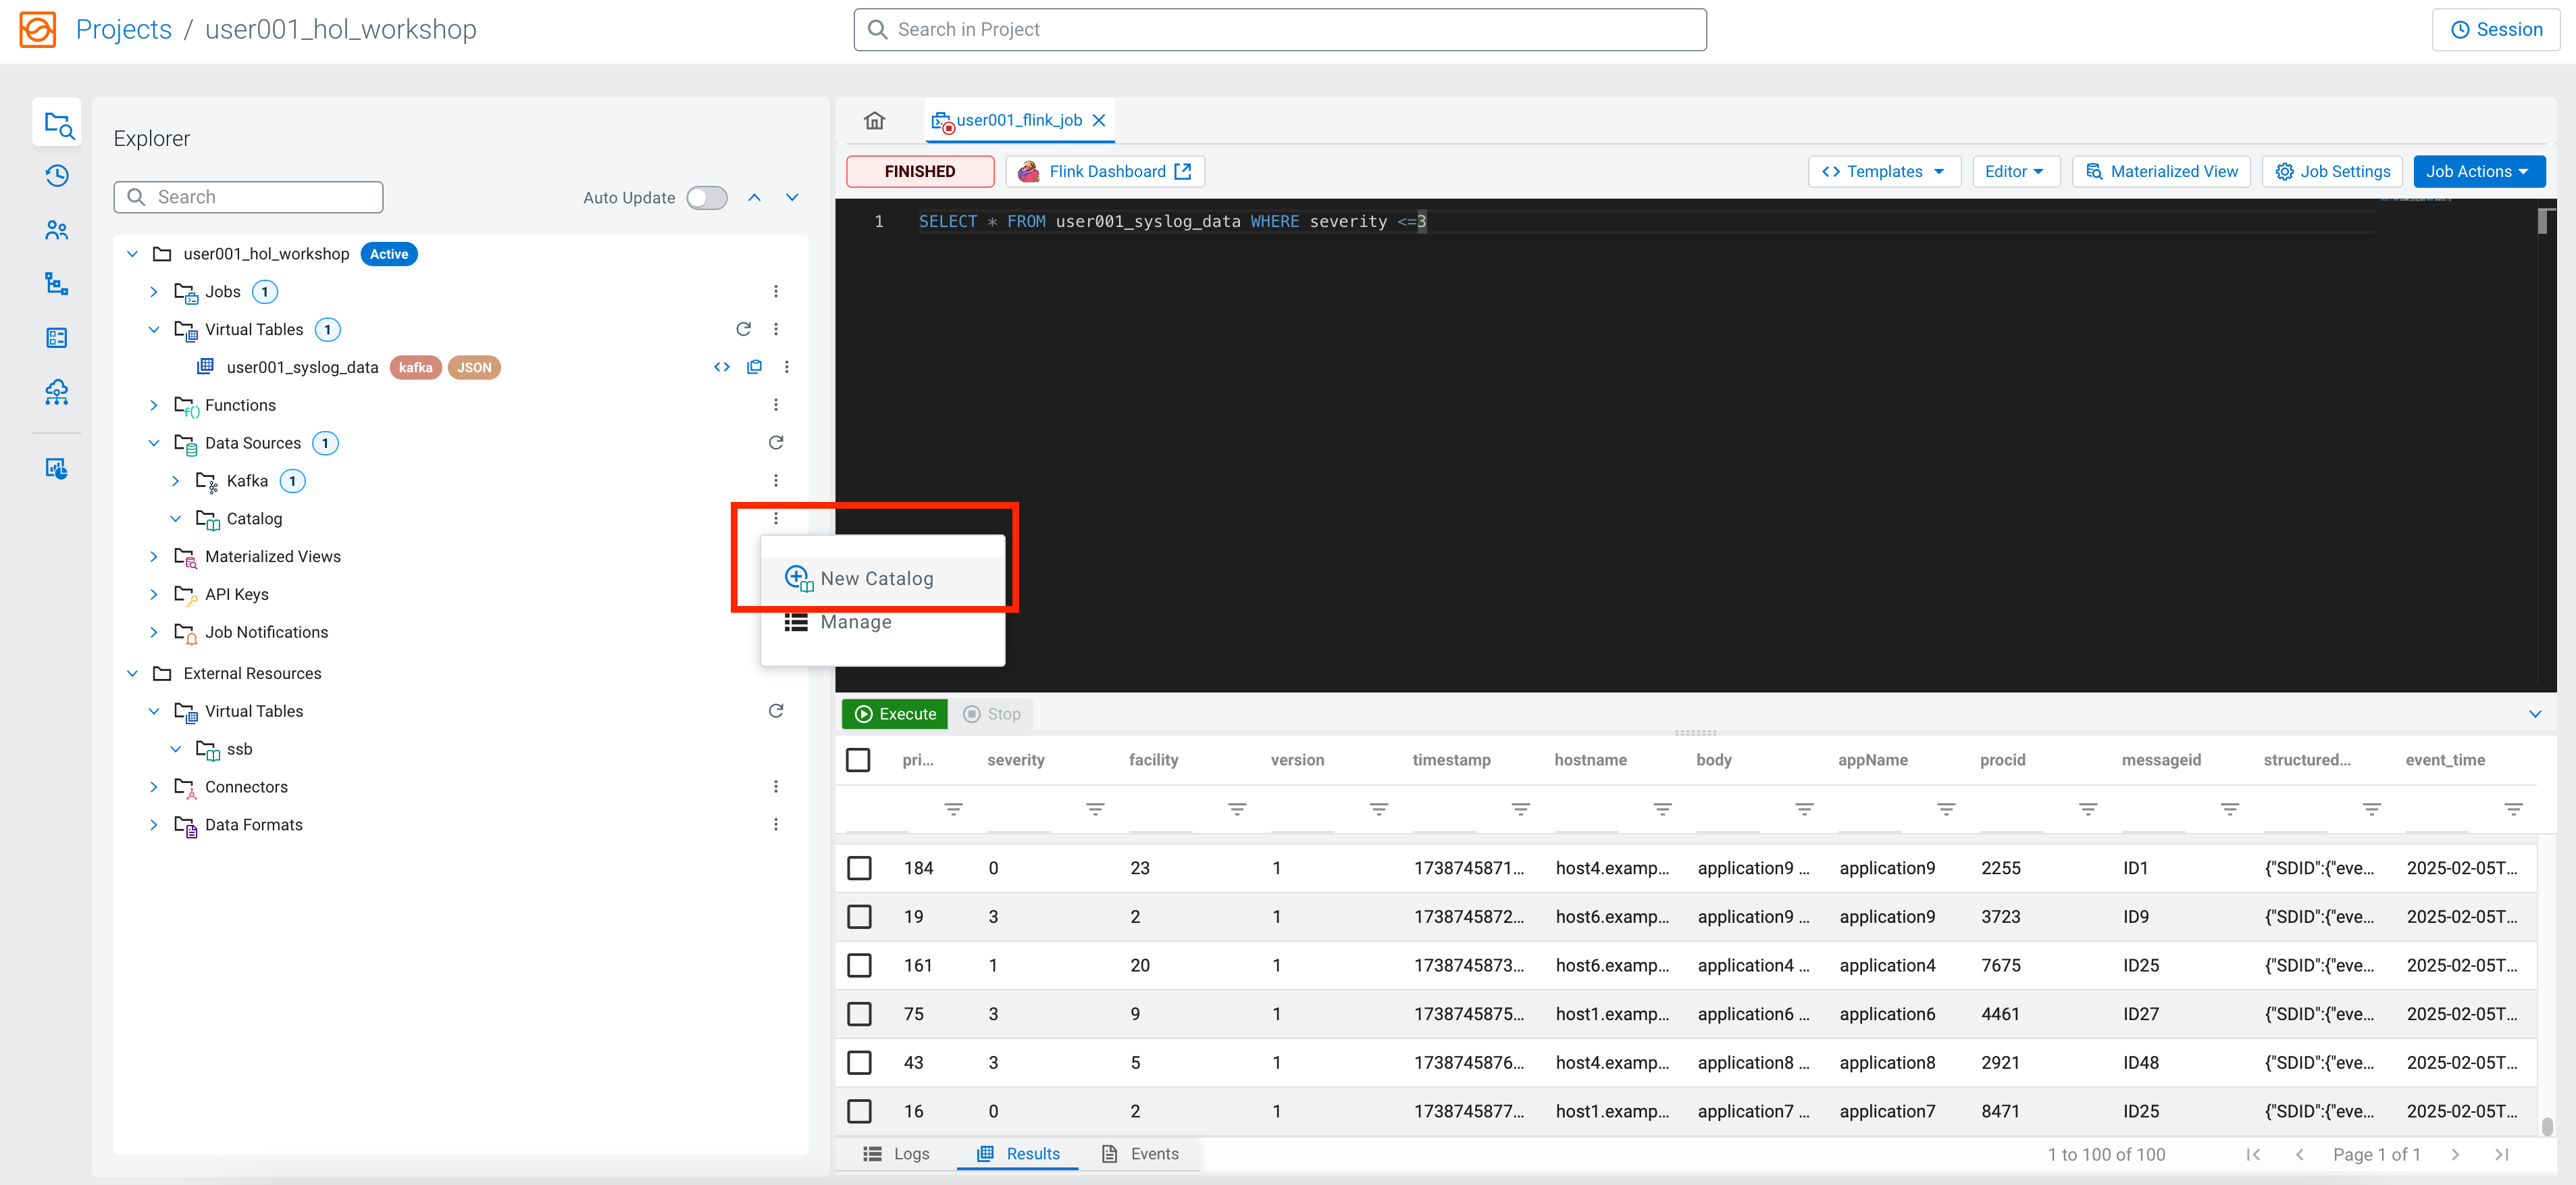 Projects / user001_hol_workshop
Search in Project
Session
Explorer
Search
Auto Update
user001_hol_workshop Active
Jobs 1
Virtual Tables 1
user001_syslog_data kafka JSON
Functions
Data Sources 1
Kafka 1
Catalog
Materialized Views
API Keys
Job Notifications
External Resources
Virtual Tables
ssb
Connectors
Data Formats
New Catalog
Manage
user001_flink_job
FINISHED
Flink Dashboard
Templates
Editor
Materialized View
Job Settings
Job Actions
1 SELECT * FROM user001_syslog_data WHERE severity <=3
Execute
Stop
pri... severity facility version timestamp hostname body appName procid messageid structured... event_time
184 0 23 1 1738745871... host4.examp... application9 ... application9 2255 ID1 {"SDID":{"eve... 2025-02-05T...
19 3 2 1 1738745872... host6.examp... application9 ... application9 3723 ID9 {"SDID":{"eve... 2025-02-05T...
161 1 20 1 1738745873... host6.examp... application4 ... application4 7675 ID25 {"SDID":{"eve... 2025-02-05T...
75 3 9 1 1738745875... host1.examp... application6 ... application6 4461 ID27 {"SDID":{"eve... 2025-02-05T...
43 3 5 1 1738745876... host4.examp... application8 ... application8 2921 ID48 {"SDID":{"eve... 2025-02-05T...
16 0 2 1 1738745877... host1.examp... application7 ... application7 8471 ID25 {"SDID":{"eve... 2025-02-05T...
Logs
Results
Events
1 to 100 of 100
Page 1 of 1